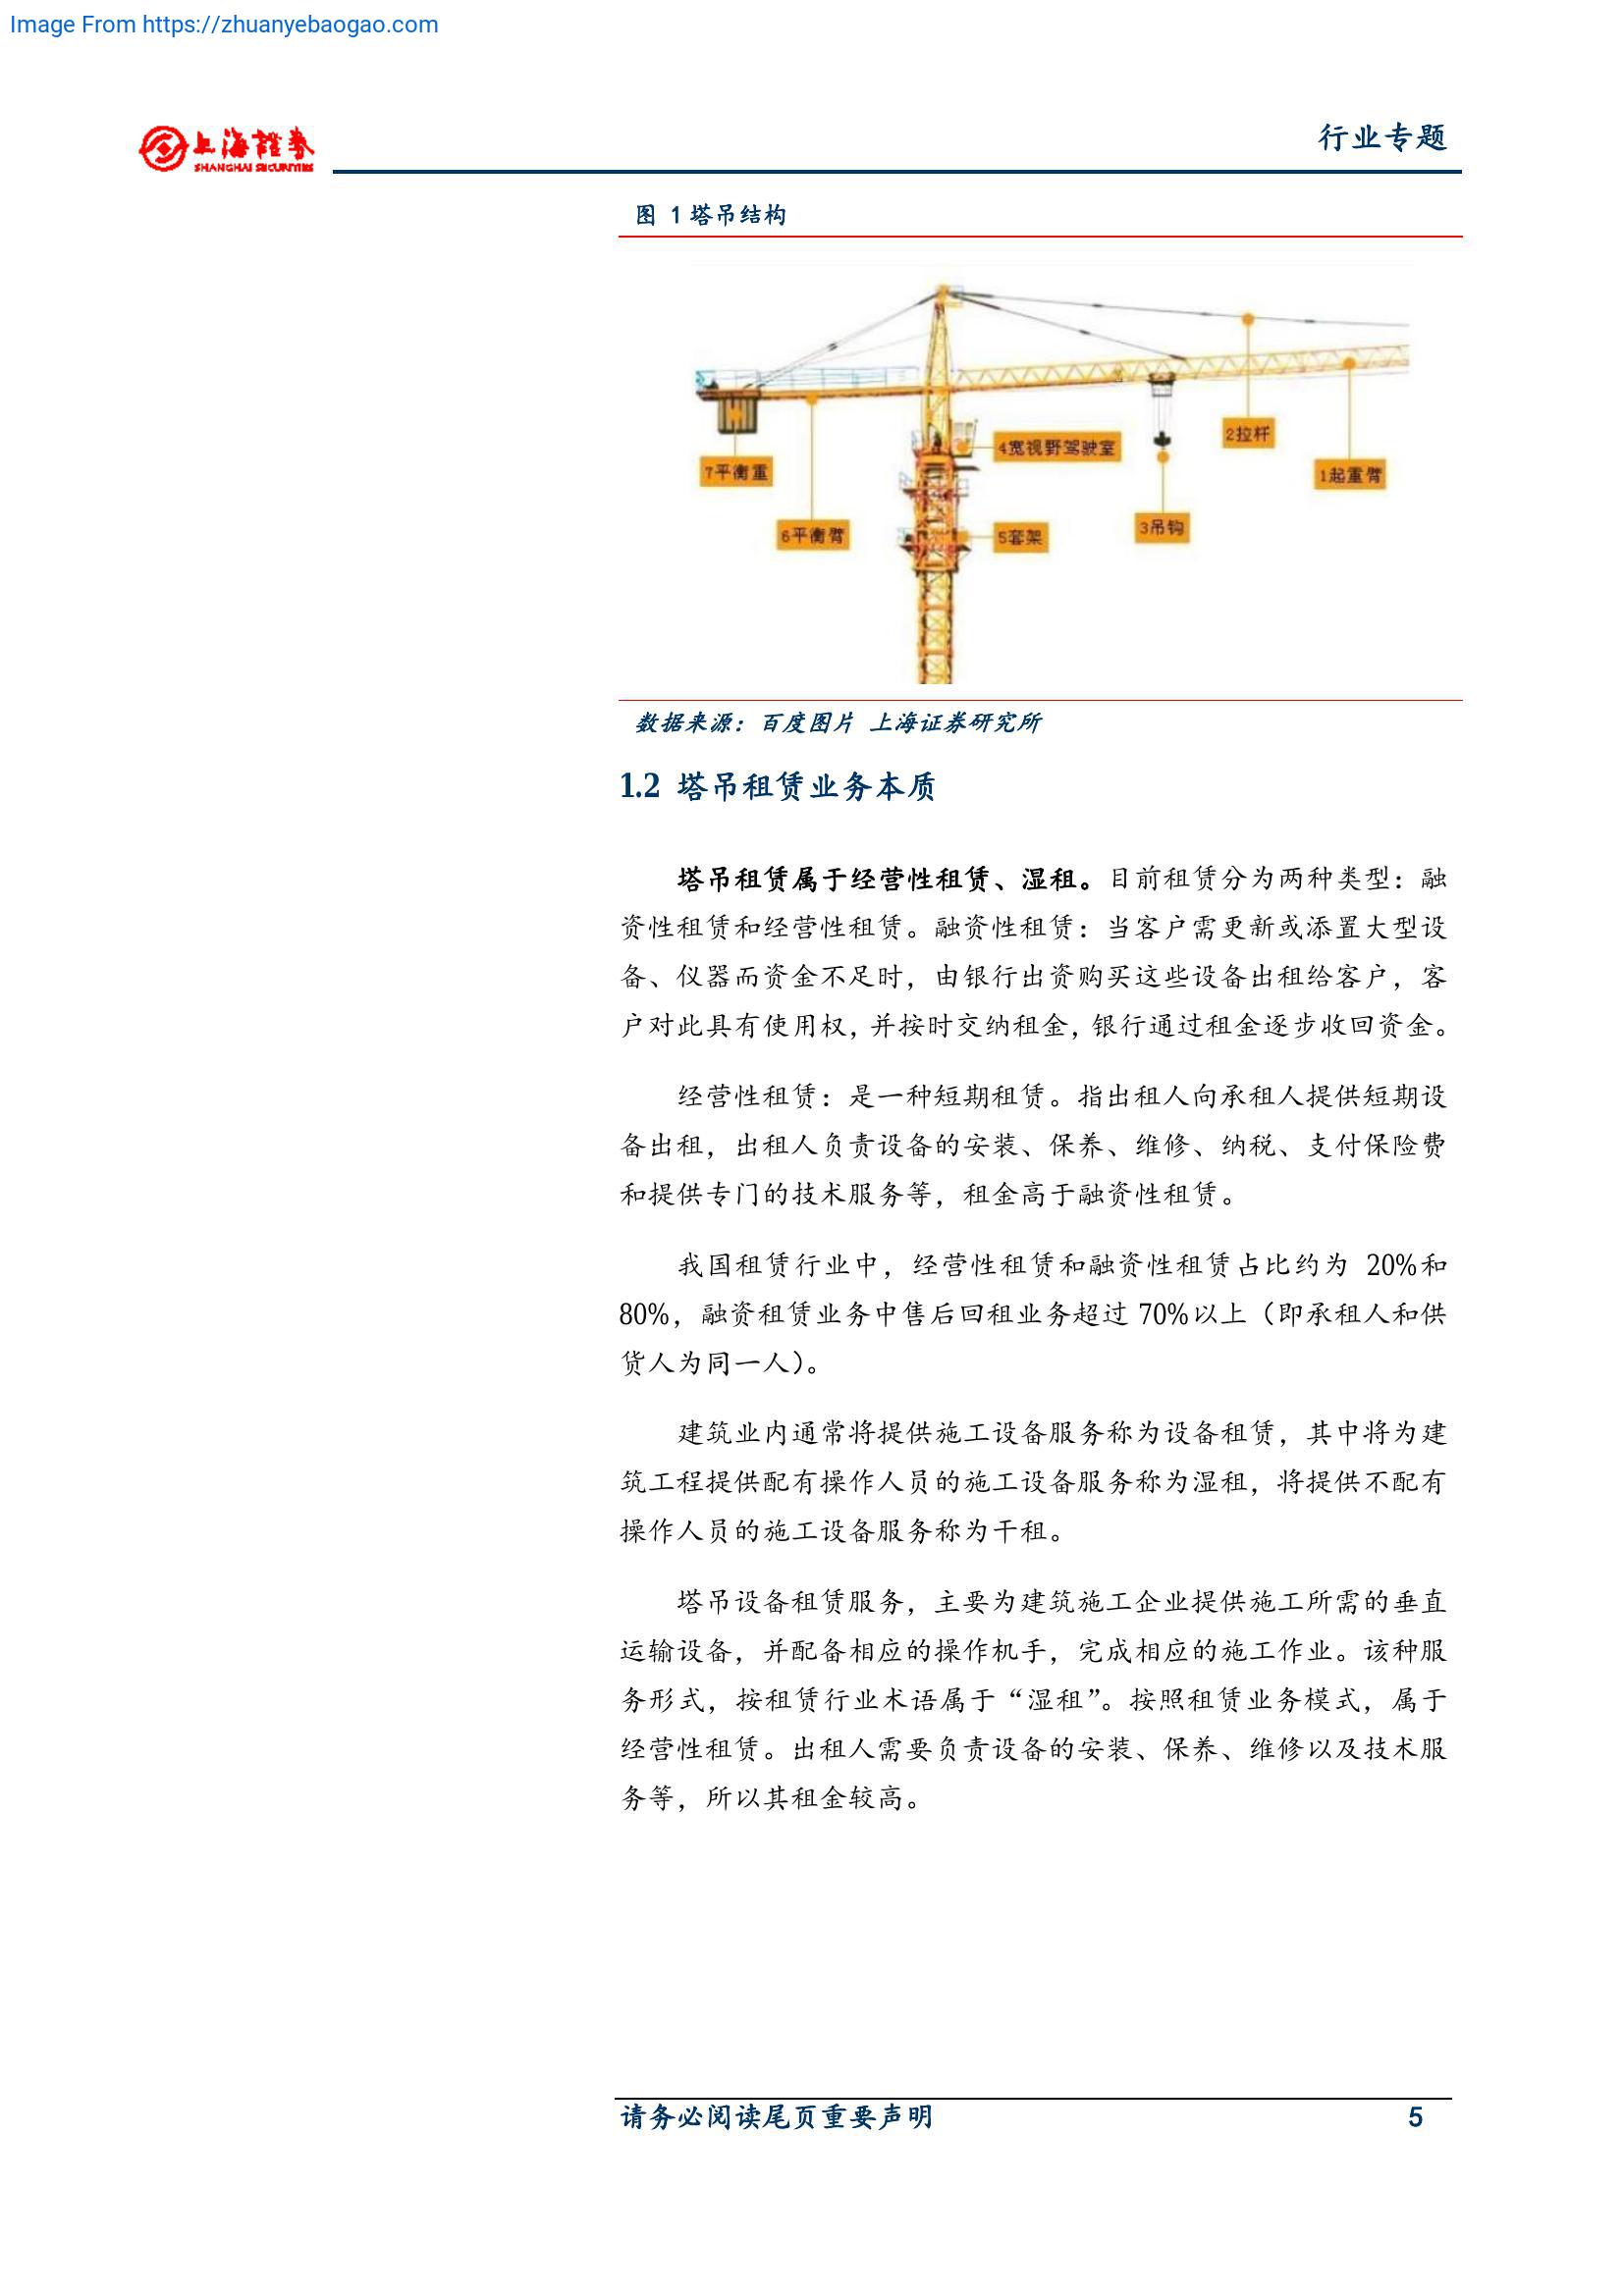 Image From https://zhuanyebaogao.com
上海證券
SHANGHAI SECURITIES
行业专题
图 1 塔吊结构
4宽视野驾驶室
2拉杆
7平衡重
1起重臂
6平衡臂
5套架
3吊钩
数据来源：百度图片 上海证券研究所
1.2 塔吊租赁业务本质
塔吊租赁属于经营性租赁、湿租。目前租赁分为两种类型：融
资性租赁和经营性租赁。融资性租赁：当客户需更新或添置大型设
备、仪器而资金不足时，由银行出资购买这些设备出租给客户，客
户对此具有使用权，并按时交纳租金，银行通过租金逐步收回资金。
经营性租赁：是一种短期租赁。指出租人向承租人提供短期设
备出租，出租人负责设备的安装、保养、维修、纳税、支付保险费
和提供专门的技术服务等，租金高于融资性租赁。
我国租赁行业中，经营性租赁和融资性租赁占比约为 20%和
80%，融资租赁业务中售后回租业务超过 70%以上（即承租人和供
货人为同一人）。
建筑业内通常将提供施工设备服务称为设备租赁，其中将为建
筑工程提供配有操作人员的施工设备服务称为湿租，将提供不配有
操作人员的施工设备服务称为干租。
塔吊设备租赁服务，主要为建筑施工企业提供施工所需的垂直
运输设备，并配备相应的操作机手，完成相应的施工作业。该种服
务形式，按租赁行业术语属于“湿租”。按照租赁业务模式，属于
经营性租赁。出租人需要负责设备的安装、保养、维修以及技术服
务等，所以其租金较高。
请务必阅读尾页重要声明 5